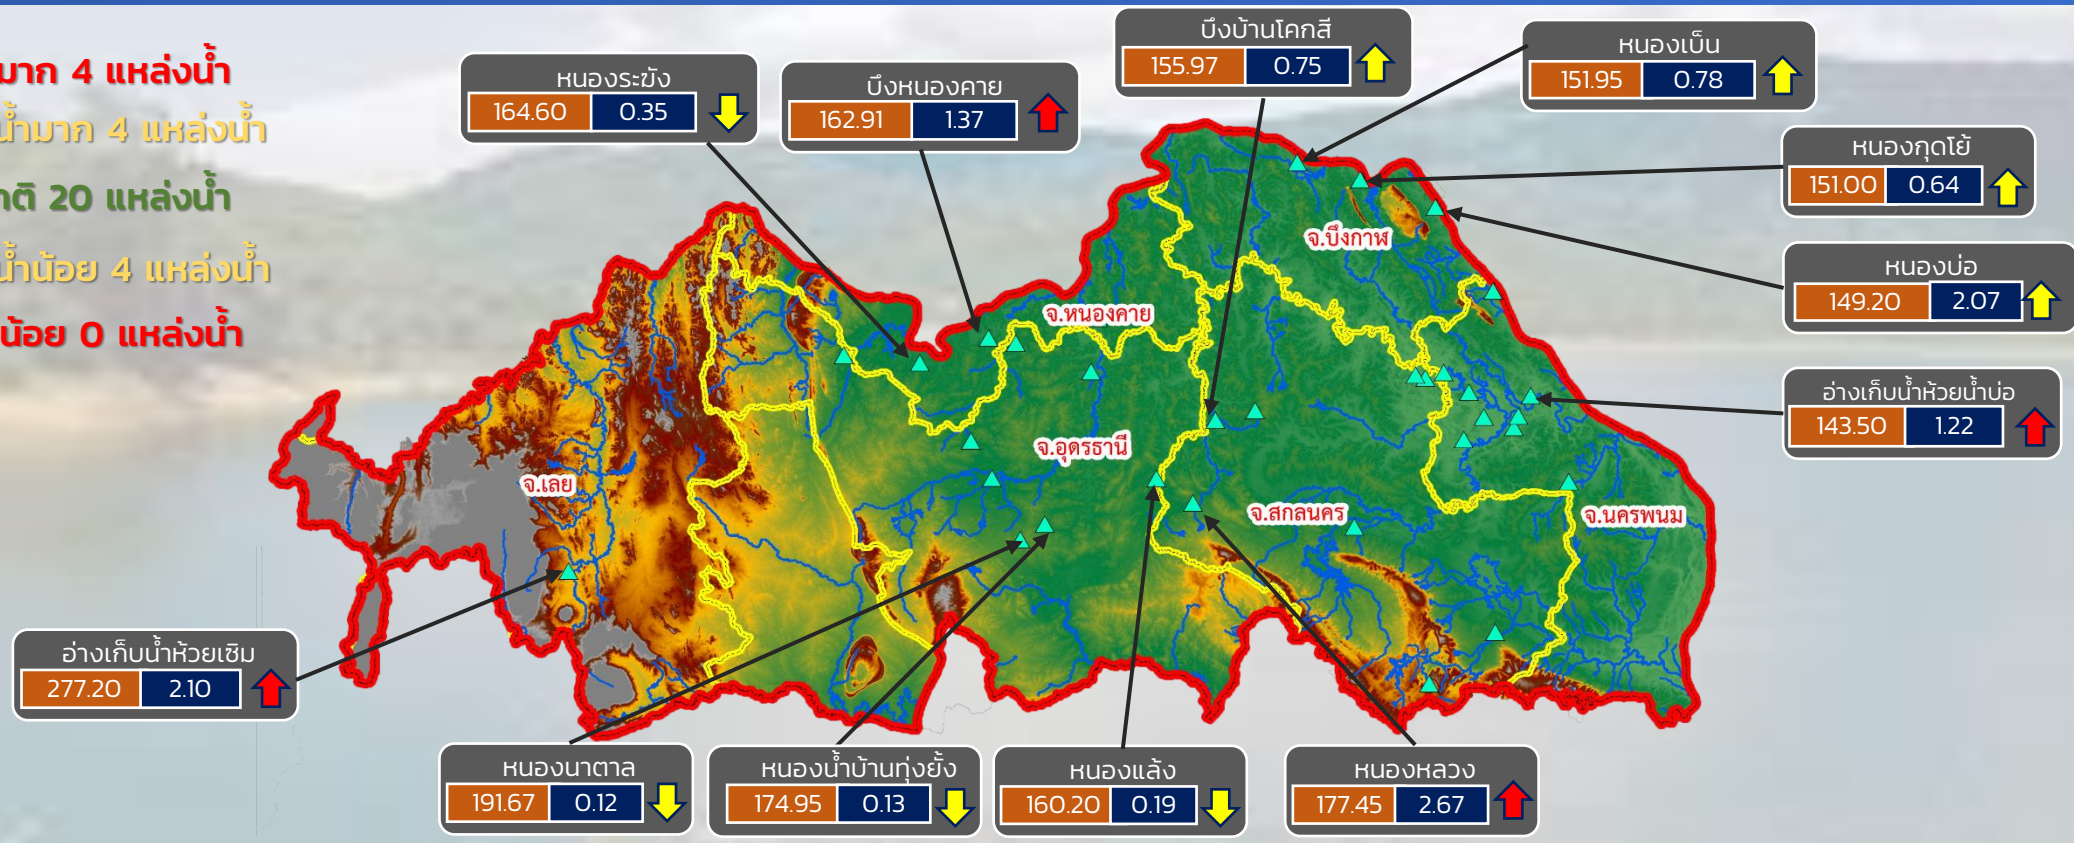 มาก 4 แหล่งน้ำ
น้ำมาก 4 แหล่งน้ำ
20 แหล่งน้ำ
น้ำน้อย 4 แหล่งน้ำ
น้อย 0 แหล่งน้ำ
หนองระฆัง
164.60 0.35
บึงหนองคาย
162.91 1.37
บึงบ้านโคกสี
155.97 0.75
หนองเบ็น
151.95 0.78
หนองกุดโย้
151.00 0.64
หนองบ่อ
149.20 2.07
อ่างเก็บน้ำห้วยน้ำบ่อ
143.50 1.22
จ.บึงกาฬ
จ.หนองคาย
จ.อุดรธานี
จ.เลย
จ.สกลนคร
จ.นครพนม
อ่างเก็บน้ำห้วยเซิม
277.20 2.10
หนองนาตาล
191.67 0.12
หนองน้ำบ้านทุ่งยั้ง
174.95 0.13
หนองแล้ง
160.20 0.19
หนองหลวง
177.45 2.67